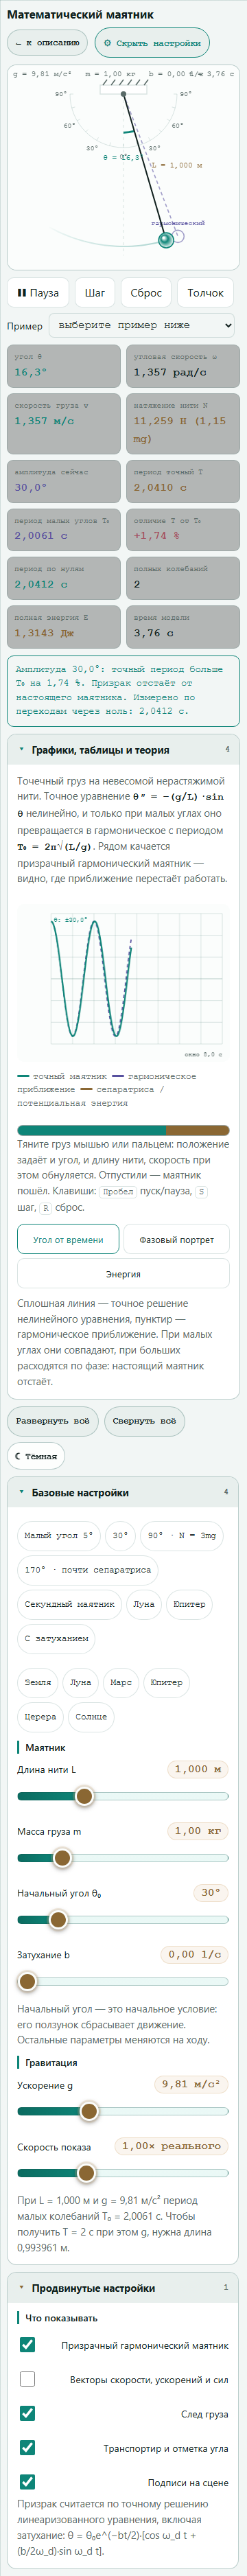 Математический маятник
← к описанию
⚙ Скрыть настройки
g = 9,81 м/с²
m = 1,00 кг
b = 0,00 1/с
3,76 с
90°
90°
60°
60°
30°
30°
θ = 16,3°
L = 1,000 м
гармонический
Пауза
Шаг
Сброс
Толчок
Пример
выберите пример ниже
угол θ
16,3°
угловая скорость ω
1,357 рад/с
скорость груза v
1,357 м/с
натяжение нити N
11,259 Н (1,15 mg)
амплитуда сейчас
30,0°
период точный T
2,0410 с
период малых углов T₀
2,0061 с
отличие T от T₀
+1,74 %
период по нулям
2,0412 с
полных колебаний
2
полная энергия E
1,3143 Дж
время модели
3,76 с
Амплитуда 30,0°: точный период больше
T₀ на 1,74 %. Призрак отстаёт от
настоящего маятника. Измерено по
переходам через ноль: 2,0412 с.
Графики, таблицы и теория
4
Точечный груз на невесомой нерастяжимой
нити. Точное уравнение θ″ = −(g/L)·sin
θ нелинейно, и только при малых углах оно
превращается в гармоническое с периодом
T₀ = 2π√(L/g). Рядом качается
призрачный гармонический маятник —
видно, где приближение перестаёт работать.
θ: ±30,0°
окно 5,0 с
точный маятник
гармоническое
приближение
сепаратриса /
потенциальная энергия
Тяните груз мышью или пальцем: положение
задаёт и угол, и длину нити, скорость при
этом обнуляется. Отпустили — маятник
пошёл. Клавиши: Пробел пуск/пауза, S
шаг, R сброс.
Угол от времени
Фазовый портрет
Энергия
Сплошная линия — точное решение
нелинейного уравнения, пунктир —
гармоническое приближение. При малых
углах они совпадают, при больших
расходятся по фазе: настоящий маятник
отстаёт.
Развернуть всё
Свернуть всё
☾ Тёмная
Базовые настройки
4
Малый угол 5°
30°
90° · N = 3mg
170° · почти сепаратриса
Секундный маятник
Луна
Юпитер
С затуханием
Земля
Луна
Марс
Юпитер
Церера
Солнце
Маятник
Длина нити L
1,000 м
Масса груза m
1,00 кг
Начальный угол θ₀
30°
Затухание b
0,00 1/с
Начальный угол — это начальное условие:
его ползунок сбрасывает движение.
Остальные параметры меняются на ходу.
Гравитация
Ускорение g
9,81 м/с²
Скорость показа
1,00× реального
При L = 1,000 м и g = 9,81 м/с² период
малых колебаний T₀ = 2,0061 с. Чтобы
получить T = 2 с при этом g, нужна длина
0,993961 м.
Продвинутые настройки
1
Что показывать
Призрачный гармонический маятник
Векторы скорости, ускорений и сил
След груза
Транспортир и отметка угла
Подписи на сцене
Призрак считается по точному решению
линеаризованного уравнения, включая
затухание: θ = θ₀e^(−bt/2)·[cos ω_d t +
(b/2ω_d)·sin ω_d t].